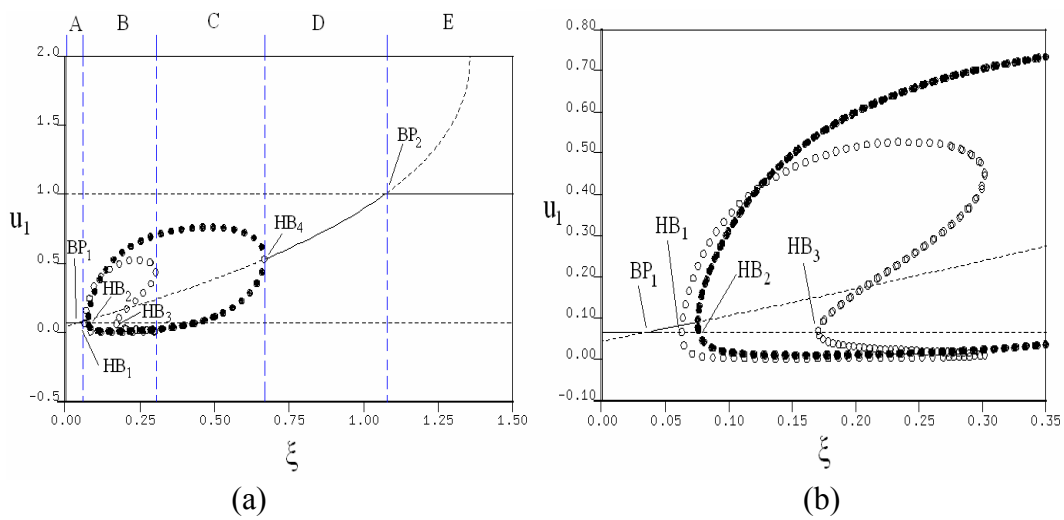 A B C D E
2.0
1.5
1.0
0.5
0.0
-0.5
u1
BP1
HB2
HB3
HB1
HB4
BP2
0.00 0.25 0.50 0.75 1.00 1.25 1.50
ξ
(a)
0.80
0.70
0.60
0.50
0.40
0.30
0.20
0.10
0.00
-0.10
u1
HB1
BP1
HB2
HB3
0.00 0.05 0.10 0.15 0.20 0.25 0.30 0.35
ξ
(b)